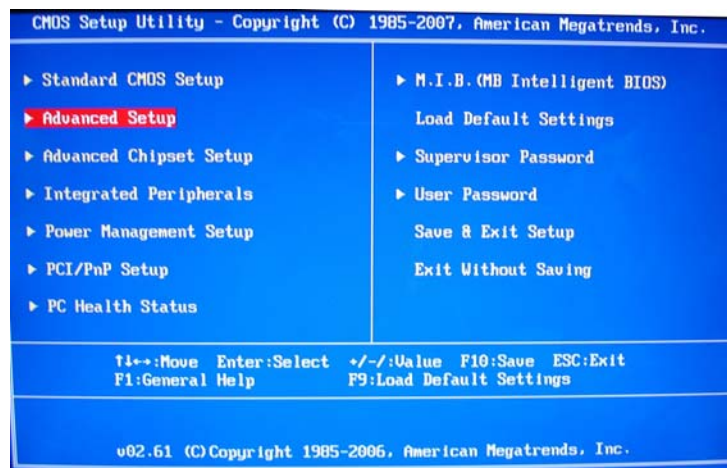 CMOS Setup Utility - Copyright (C) 1985-2007, American Megatrends, Inc.
▶ Standard CMOS Setup
▶ Advanced Setup
▶ Advanced Chipset Setup
▶ Integrated Peripherals
▶ Power Management Setup
▶ PCI/PnP Setup
▶ PC Health Status
▶ M.I.B.(MB Intelligent BIOS)
Load Default Settings
▶ Supervisor Password
▶ User Password
Save & Exit Setup
Exit Without Saving
↑↓←→:Move Enter:Select +/-/:Value F10:Save ESC:Exit
F1:General Help F9:Load Default Settings
v02.61 (C)Copyright 1985-2006, American Megatrends, Inc.